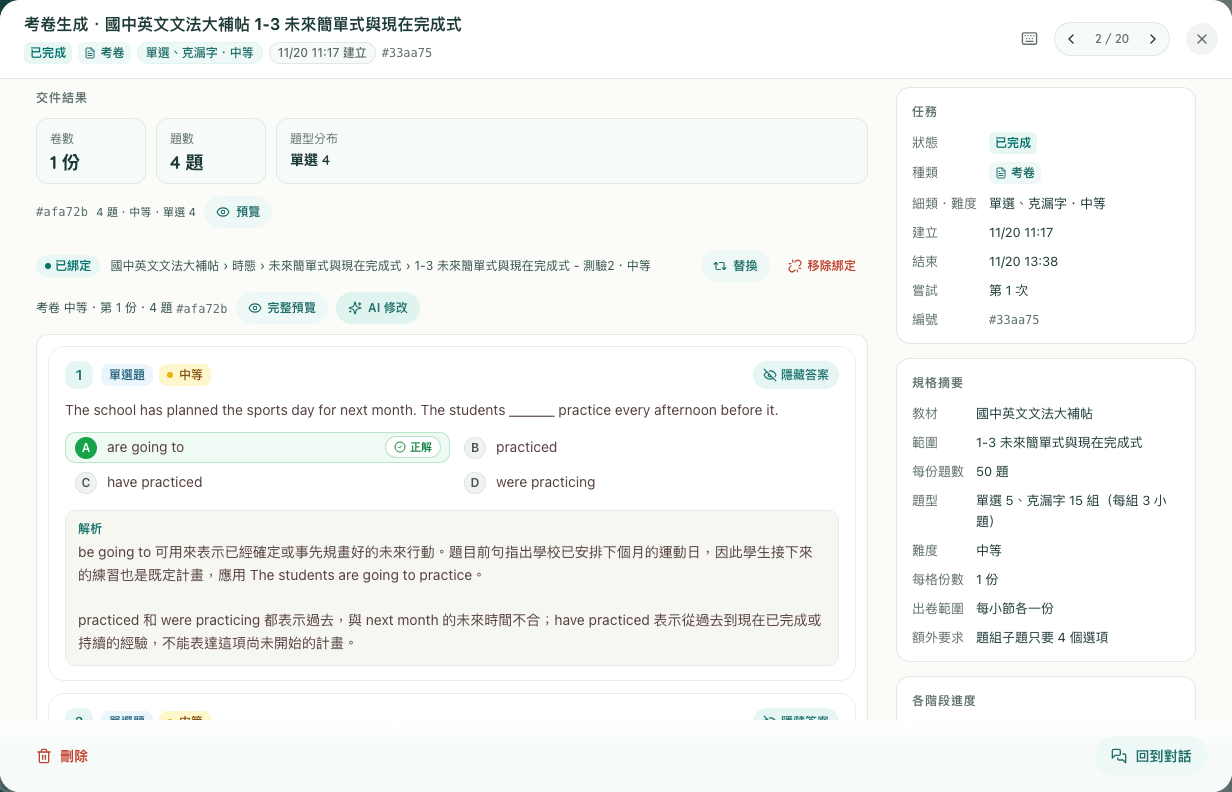 考卷生成 · 國中英文文法大補帖 1-3 未來簡單式與現在完成式
已完成 考卷 單選、克漏字 · 中等 11/20 11:17 建立 #33aa75
2 / 20
交件結果
卷數
1 份
題數
4 題
題型分布
單選 4
#afa72b 4 題 · 中等 · 單選 4 預覽
已綁定 國中英文文法大補帖 › 時態 › 未來簡單式與現在完成式 › 1-3 未來簡單式與現在完成式 - 測驗2 · 中等 替換 移除綁定
考卷 中等 · 第 1 份 · 4 題 #afa72b 完整預覽 AI 修改
1 單選題 中等 隱藏答案
The school has planned the sports day for next month. The students ______ practice every afternoon before it.
A are going to 正解
B practiced
C have practiced
D were practicing
解析
be going to 可用來表示已經確定或事先規畫好的未來行動。題目前句指出學校已安排下個月的運動日，因此學生接下來
的練習也是既定計畫，應用 The students are going to practice。
practiced 和 were practicing 都表示過去，與 next month 的未來時間不合；have practiced 表示從過去到現在已完成或
持續的經驗，不能表達這項尚未開始的計畫。
單選題 中等 隱藏答案
任務
狀態 已完成
種類 考卷
細類 · 難度 單選、克漏字 · 中等
建立 11/20 11:17
結束 11/20 13:38
嘗試 第 1 次
編號 #33aa75
規格摘要
教材 國中英文文法大補帖
範圍 1-3 未來簡單式與現在完成式
每份題數 50 題
題型 單選 5、克漏字 15 組（每組 3 小
題）
難度 中等
每格份數 1 份
出卷範圍 每小節各一份
額外要求 題組子題只要 4 個選項
各階段進度
刪除
回到對話